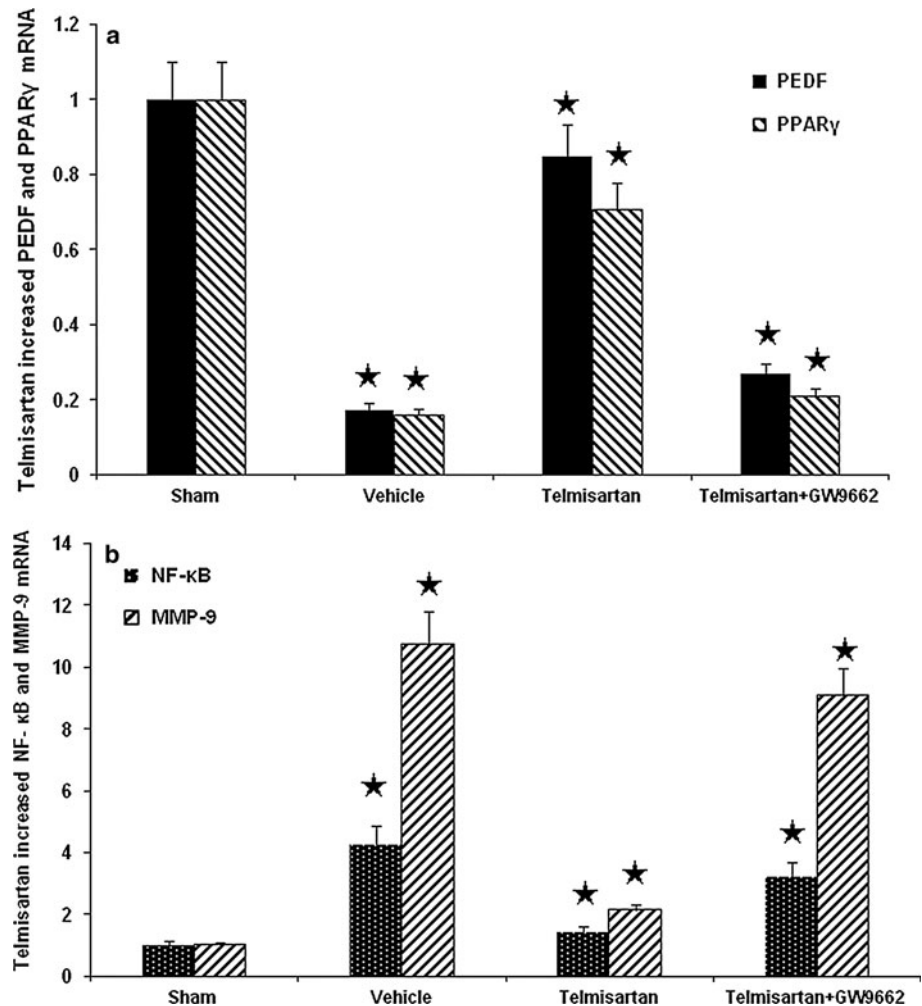 a
Telmisartan increased PEDF and PPARγ mRNA
1.2
1
0.8
0.6
0.4
0.2
0
PEDF
PPARγ
Sham
Vehicle
Telmisartan
Telmisartan+GW9662
b
Telmisartan increased NF- κB and MMP-9 mRNA
14
12
10
8
6
4
2
0
NF-κB
MMP-9
Sham
Vehicle
Telmisartan
Telmisartan+GW9662